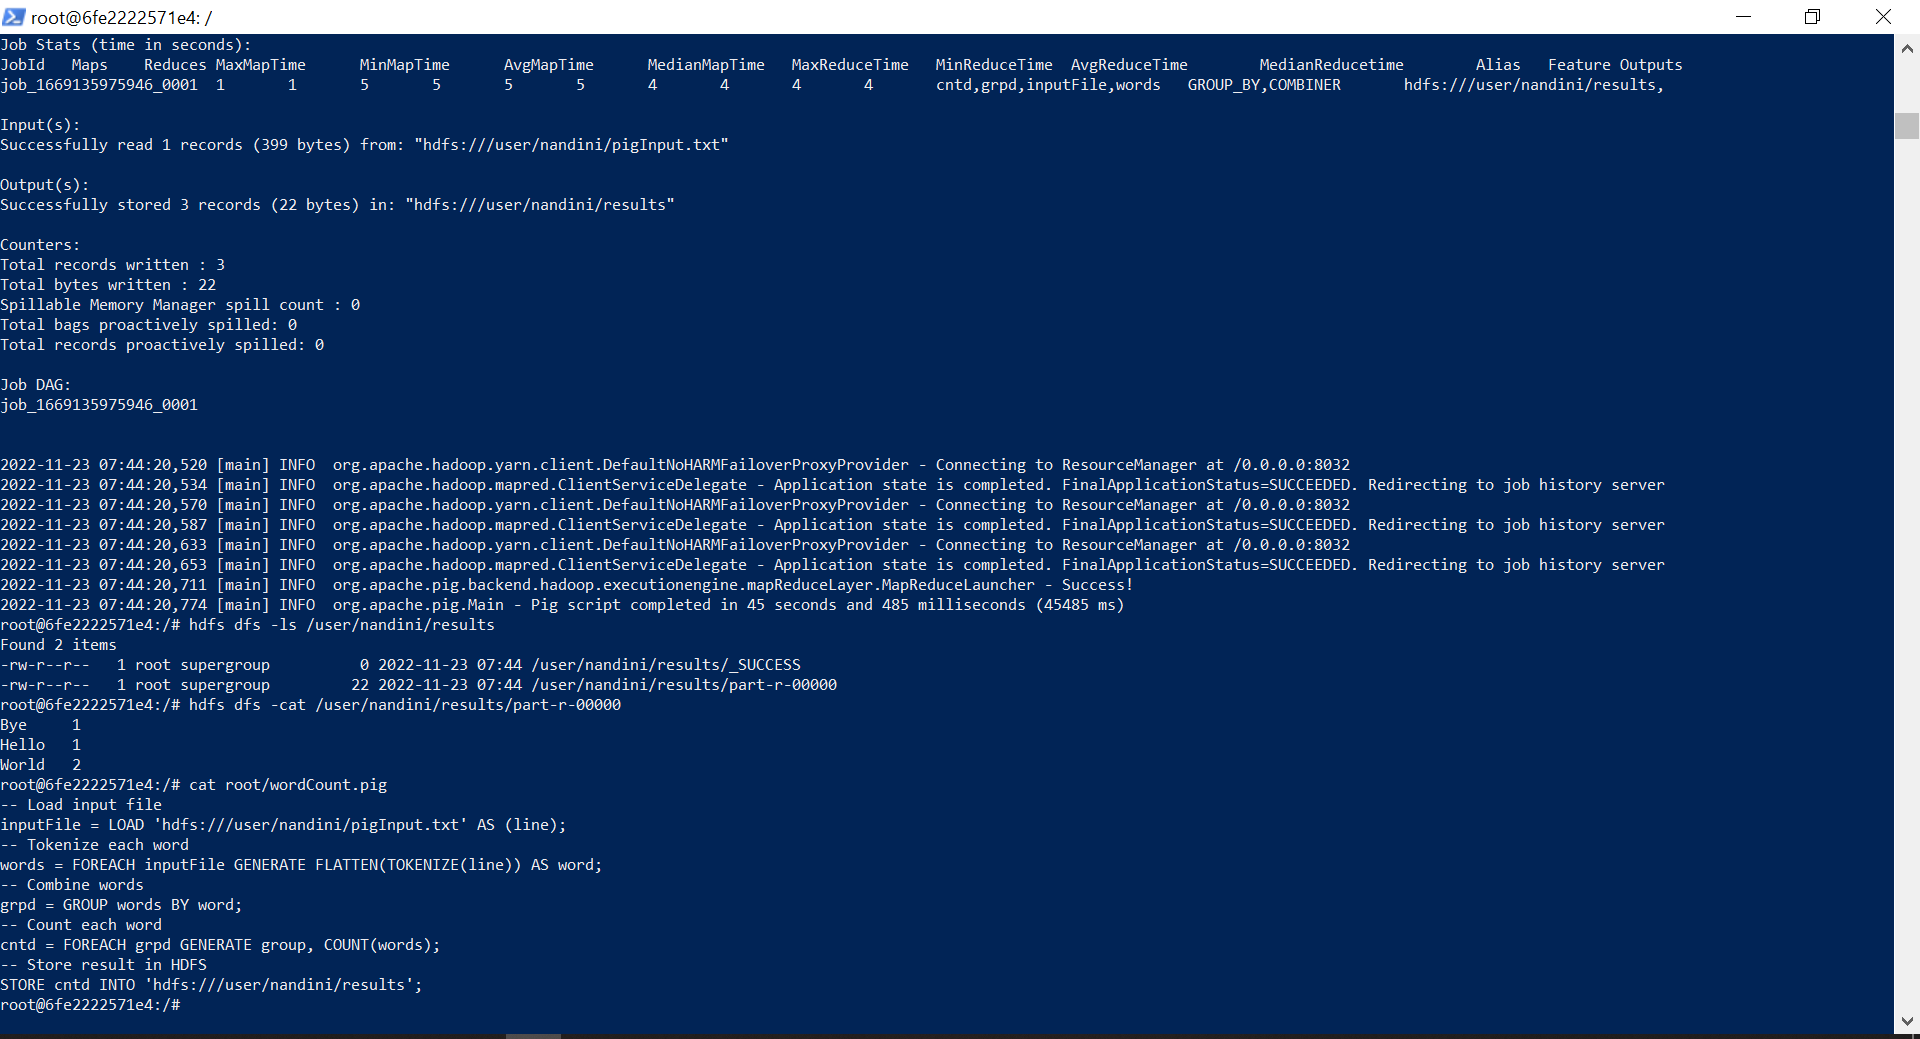 root@6fe2222571e4: /
Job Stats (time in seconds):
JobId   Maps    Reduces MaxMapTime      MinMapTime      AvgMapTime      MedianMapTime   MaxReduceTime   MinReduceTime  AvgReduceTime        MedianReducetime        Alias   Feature Outputs
job_1669135975946_0001  1       1       5       5       5       5       4       4       4       4       cntd,grpd,inputFile,words   GROUP_BY,COMBINER       hdfs:///user/nandini/results,
Input(s):
Successfully read 1 records (399 bytes) from: "hdfs:///user/nandini/pigInput.txt"
Output(s):
Successfully stored 3 records (22 bytes) in: "hdfs:///user/nandini/results"
Counters:
Total records written : 3
Total bytes written : 22
Spillable Memory Manager spill count : 0
Total bags proactively spilled: 0
Total records proactively spilled: 0
Job DAG:
job_1669135975946_0001
2022-11-23 07:44:20,520 [main] INFO  org.apache.hadoop.yarn.client.DefaultNoHARMFailoverProxyProvider - Connecting to ResourceManager at /0.0.0.0:8032
2022-11-23 07:44:20,534 [main] INFO  org.apache.hadoop.mapred.ClientServiceDelegate - Application state is completed. FinalApplicationStatus=SUCCEEDED. Redirecting to job history server
2022-11-23 07:44:20,570 [main] INFO  org.apache.hadoop.yarn.client.DefaultNoHARMFailoverProxyProvider - Connecting to ResourceManager at /0.0.0.0:8032
2022-11-23 07:44:20,587 [main] INFO  org.apache.hadoop.mapred.ClientServiceDelegate - Application state is completed. FinalApplicationStatus=SUCCEEDED. Redirecting to job history server
2022-11-23 07:44:20,633 [main] INFO  org.apache.hadoop.yarn.client.DefaultNoHARMFailoverProxyProvider - Connecting to ResourceManager at /0.0.0.0:8032
2022-11-23 07:44:20,653 [main] INFO  org.apache.hadoop.mapred.ClientServiceDelegate - Application state is completed. FinalApplicationStatus=SUCCEEDED. Redirecting to job history server
2022-11-23 07:44:20,711 [main] INFO  org.apache.pig.backend.hadoop.executionengine.mapReduceLayer.MapReduceLauncher - Success!
2022-11-23 07:44:20,774 [main] INFO  org.apache.pig.Main - Pig script completed in 45 seconds and 485 milliseconds (45485 ms)
root@6fe2222571e4:/# hdfs dfs -ls /user/nandini/results
Found 2 items
-rw-r--r--   1 root supergroup          0 2022-11-23 07:44 /user/nandini/results/_SUCCESS
-rw-r--r--   1 root supergroup         22 2022-11-23 07:44 /user/nandini/results/part-r-00000
root@6fe2222571e4:/# hdfs dfs -cat /user/nandini/results/part-r-00000
Bye     1
Hello   1
World   2
root@6fe2222571e4:/# cat root/wordCount.pig
-- Load input file
inputFile = LOAD 'hdfs:///user/nandini/pigInput.txt' AS (line);
-- Tokenize each word
words = FOREACH inputFile GENERATE FLATTEN(TOKENIZE(line)) AS word;
-- Combine words
grpd = GROUP words BY word;
-- Count each word
cntd = FOREACH grpd GENERATE group, COUNT(words);
-- Store result in HDFS
STORE cntd INTO 'hdfs:///user/nandini/results';
root@6fe2222571e4:/#